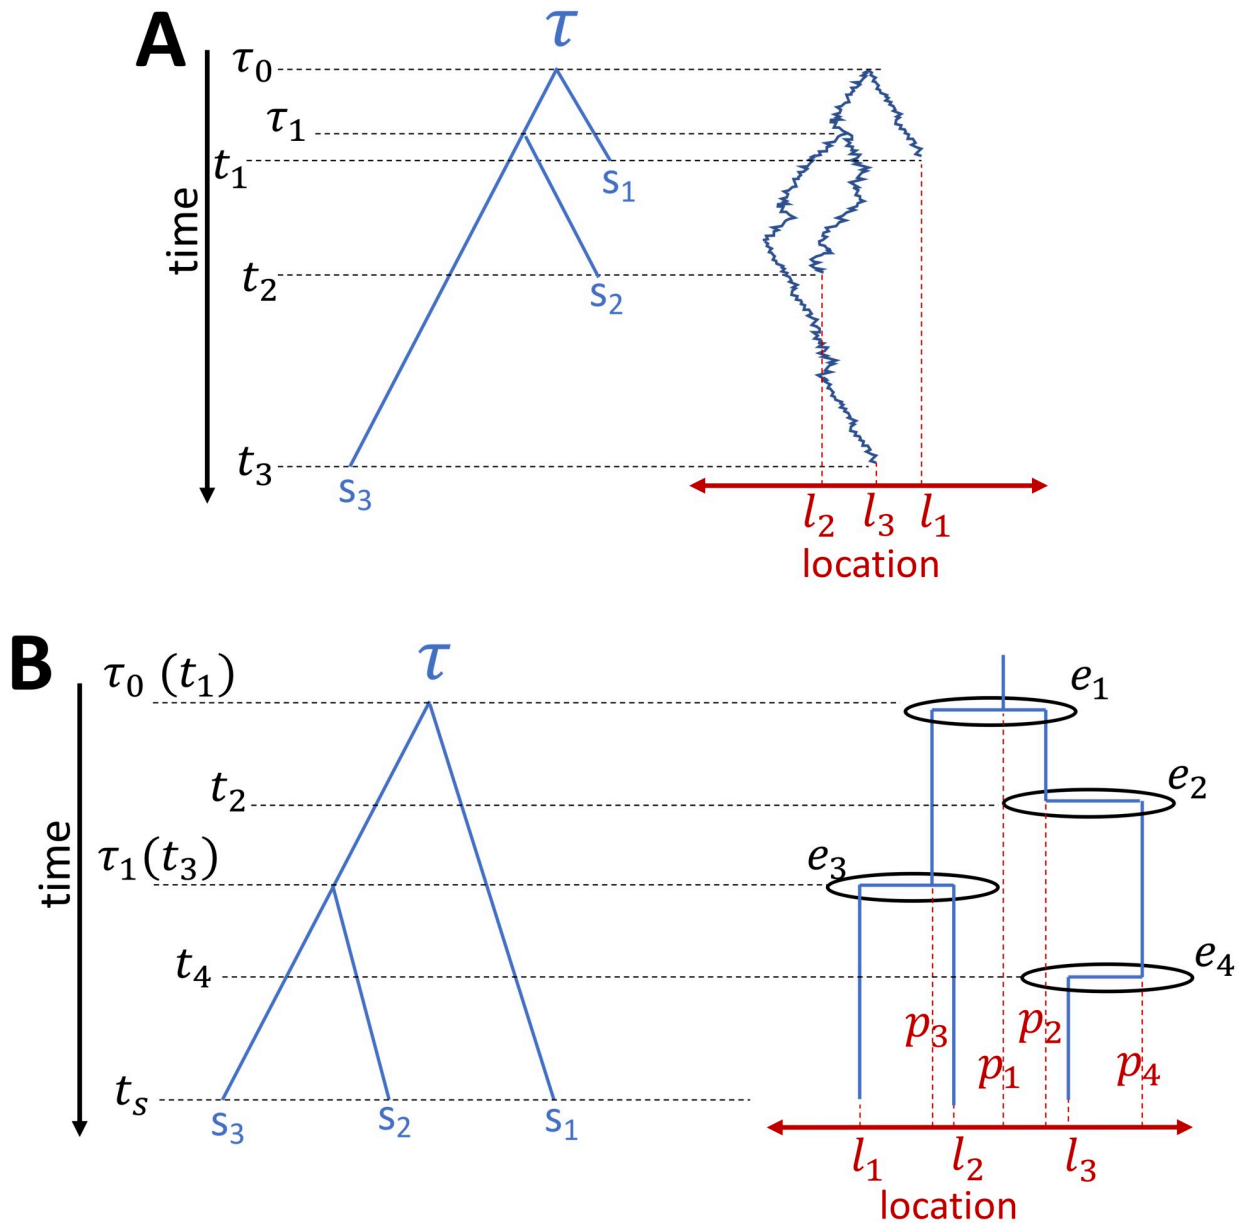 A
τ
τ₀
τ₁
t₁
s₁
time
t₂
s₂
t₃
s₃
l₂ l₃ l₁
location
B
τ
τ₀ (t₁)
e₁
t₂
e₂
τ₁(t₃)
e₃
time
t₄
e₄
p₃ p₂
p₁ p₄
tₛ
s₃ s₂ s₁
l₁ l₂ l₃
location